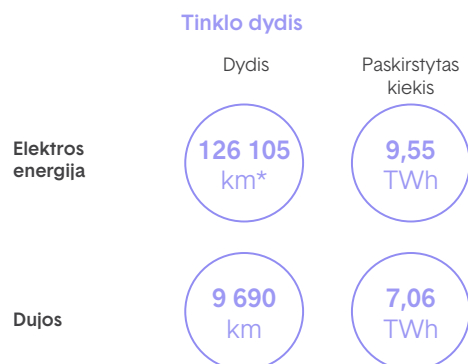 Tinklo dydis
Dydis
Paskirstytas
kiekis
Elektros
energija
126 105
km*
9,55
TWh
Dujos
9 690
km
7,06
TWh